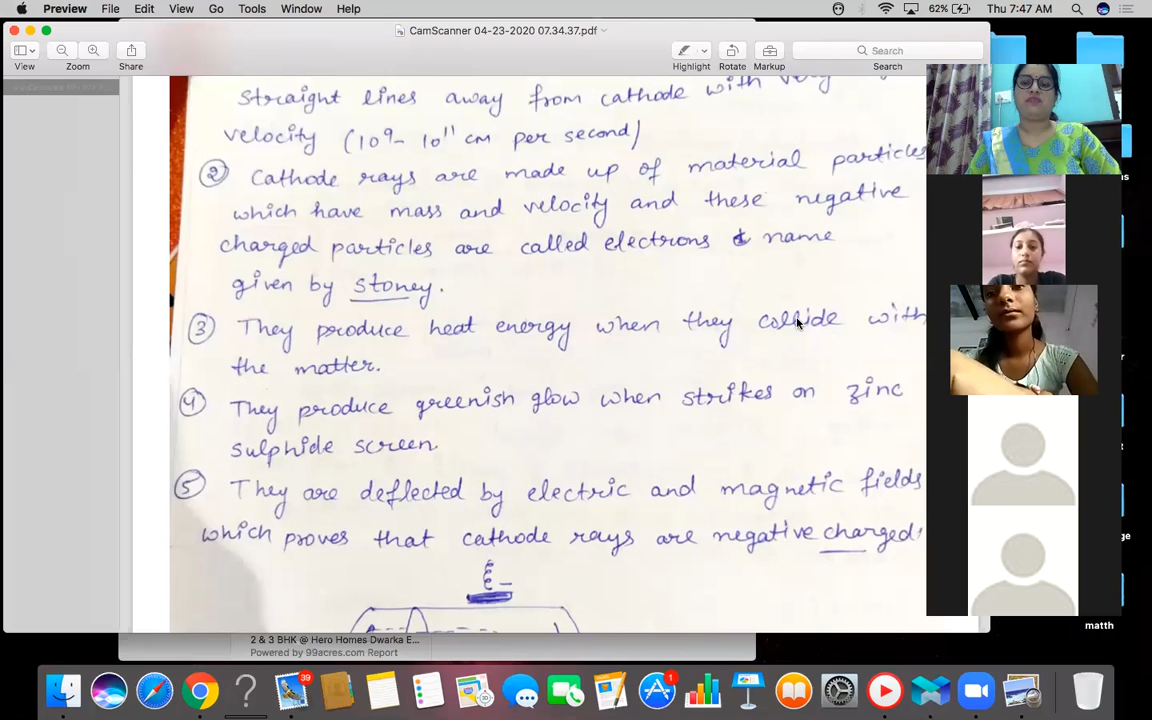 Preview File Edit View Go Tools Window Help 62% Thu 7:47 AM
CamScanner 04-23-2020 07.34.37.pdf
View Zoom Share Highlight Rotate Markup Search
Search
straight lines away from cathode with very
velocity (10⁹- 10¹¹ cm per second)
② Cathode rays are made up of material particles
which have mass and velocity and these negative
charged particles are called electrons & name
given by stoney.
③ They produce heat energy when they collide with
the matter.
④ They produce greenish glow when strikes on zinc
sulphide screen.
⑤ They are deflected by electric and magnetic fields
which proves that cathode rays are negative charged.
matth
2 & 3 BHK @ Hero Homes Dwarka E...
Powered by 99acres.com Report
39
1